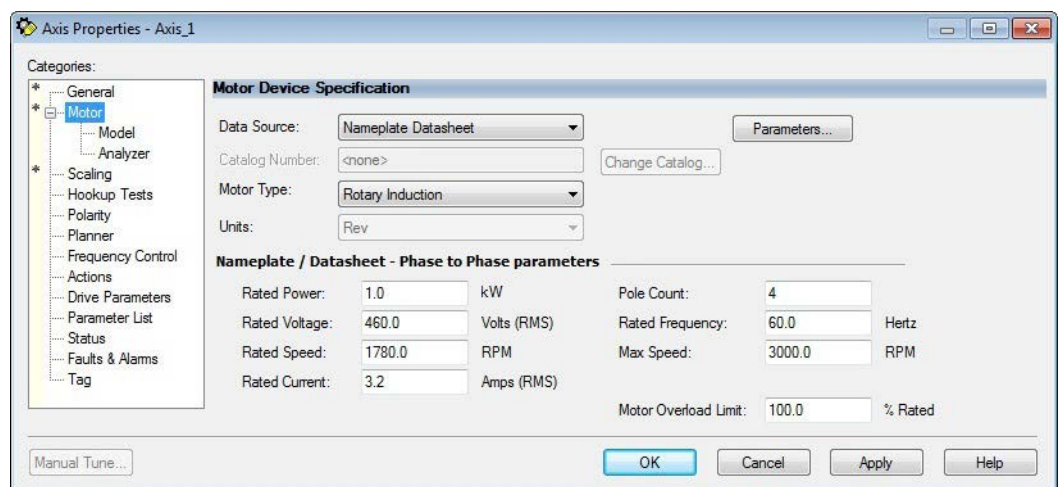 Axis Properties - Axis_1
Categories:
* General
* Motor
Model
Analyzer
* Scaling
Hookup Tests
Polarity
Planner
Frequency Control
Actions
Drive Parameters
Parameter List
Status
Faults & Alarms
Tag
Motor Device Specification
Data Source: Nameplate Datasheet Parameters...
Catalog Number: <none> Change Catalog...
Motor Type: Rotary Induction
Units: Rev
Nameplate / Datasheet - Phase to Phase parameters
Rated Power: 1.0 kW Pole Count: 4
Rated Voltage: 460.0 Volts (RMS) Rated Frequency: 60.0 Hertz
Rated Speed: 1780.0 RPM Max Speed: 3000.0 RPM
Rated Current: 3.2 Amps (RMS)
Motor Overload Limit: 100.0 % Rated
Manual Tune... OK Cancel Apply Help